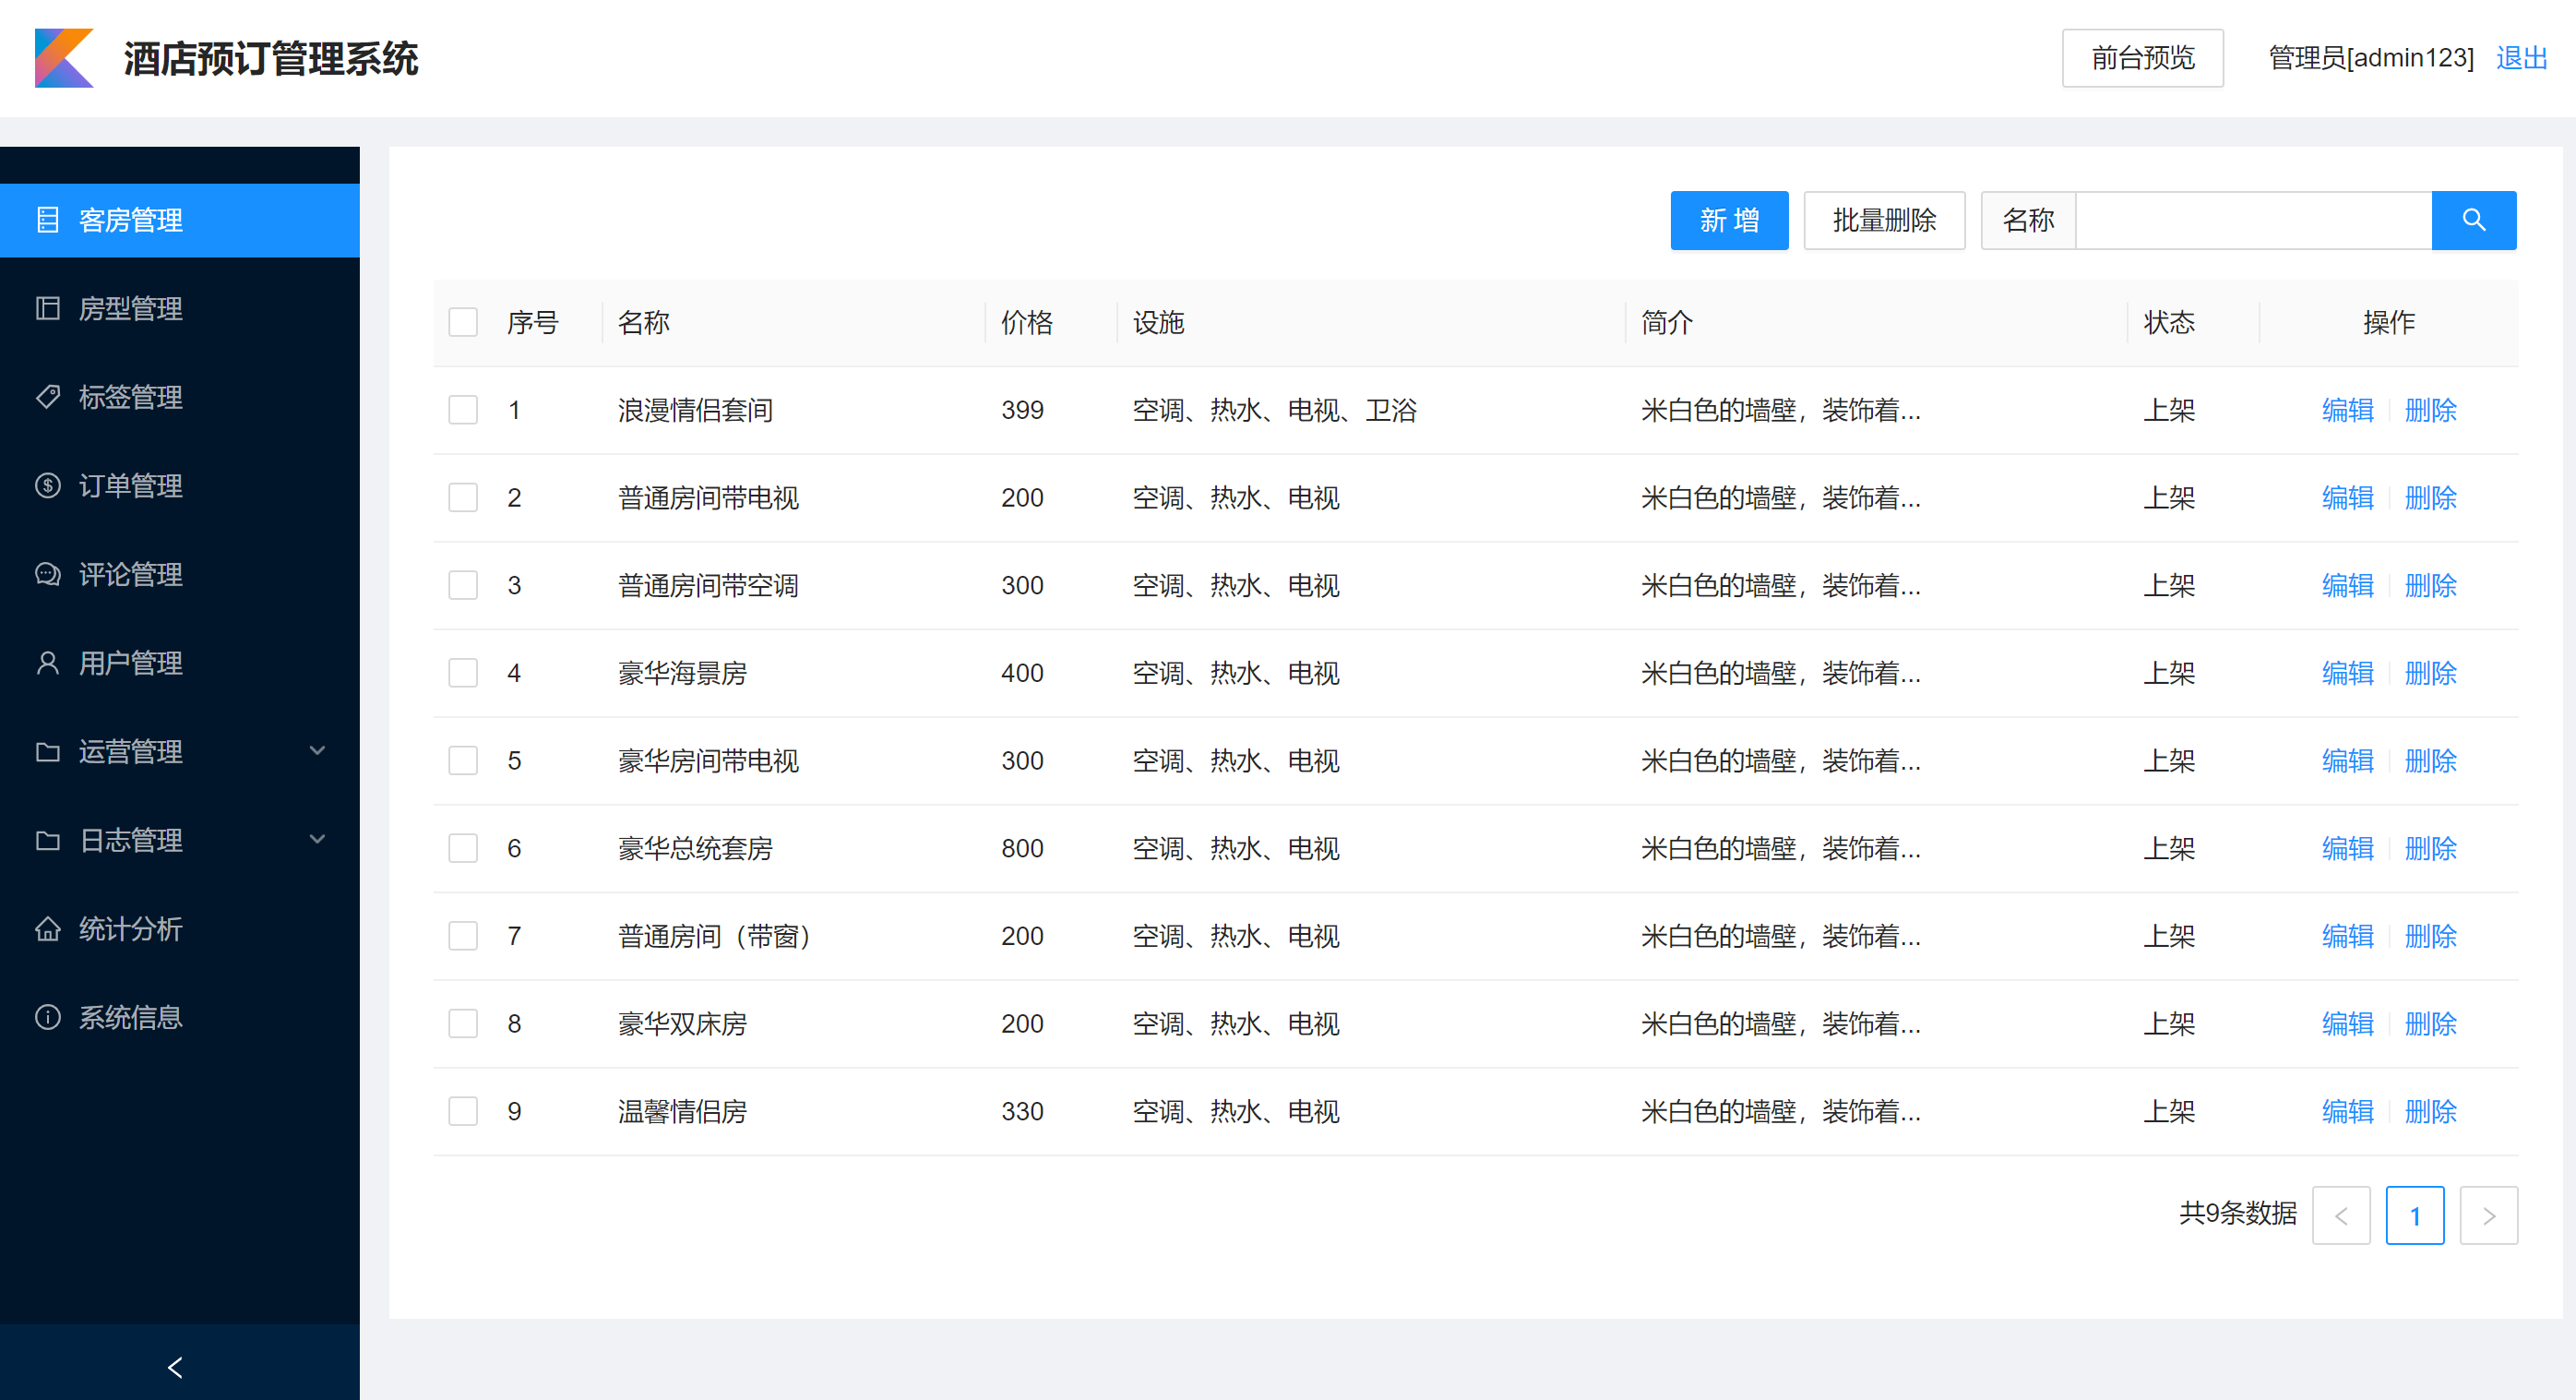 酒店预订管理系统
前台预览 管理员[admin123] 退出
客房管理
房型管理
标签管理
订单管理
评论管理
用户管理
运营管理
日志管理
统计分析
系统信息
新 增 批量删除 名称
序号 名称 价格 设施 简介 状态 操作
1 浪漫情侣套间 399 空调、热水、电视、卫浴 米白色的墙壁，装饰着... 上架 编辑 删除
2 普通房间带电视 200 空调、热水、电视 米白色的墙壁，装饰着... 上架 编辑 删除
3 普通房间带空调 300 空调、热水、电视 米白色的墙壁，装饰着... 上架 编辑 删除
4 豪华海景房 400 空调、热水、电视 米白色的墙壁，装饰着... 上架 编辑 删除
5 豪华房间带电视 300 空调、热水、电视 米白色的墙壁，装饰着... 上架 编辑 删除
6 豪华总统套房 800 空调、热水、电视 米白色的墙壁，装饰着... 上架 编辑 删除
7 普通房间（带窗） 200 空调、热水、电视 米白色的墙壁，装饰着... 上架 编辑 删除
8 豪华双床房 200 空调、热水、电视 米白色的墙壁，装饰着... 上架 编辑 删除
9 温馨情侣房 330 空调、热水、电视 米白色的墙壁，装饰着... 上架 编辑 删除
共9条数据 1